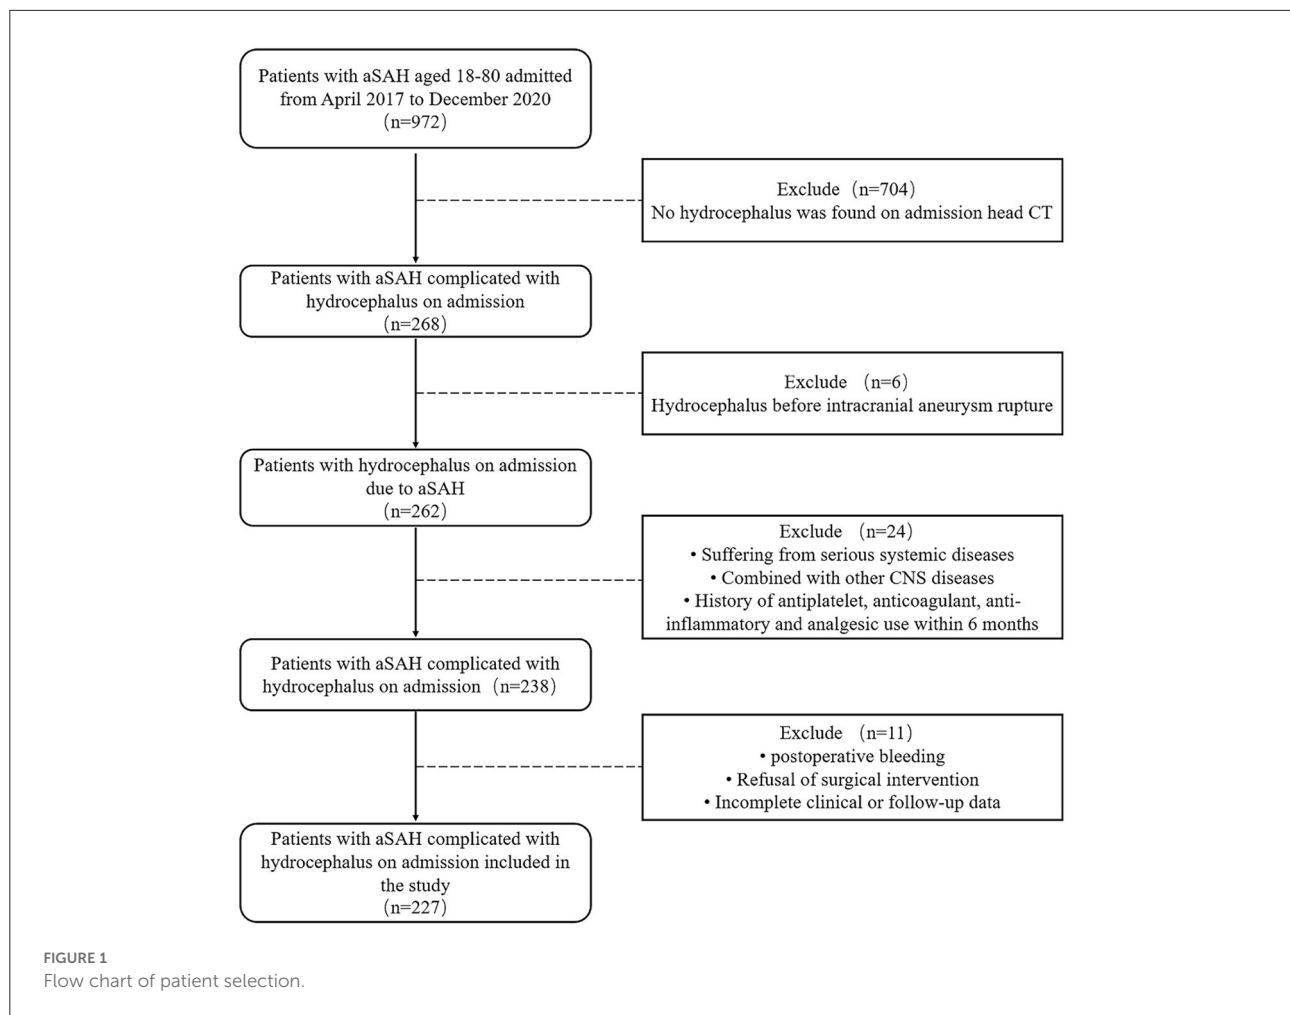 Patients with aSAH aged 18-80 admitted
from April 2017 to December 2020
(n=972)
Exclude (n=704)
No hydrocephalus was found on admission head CT
Patients with aSAH complicated with
hydrocephalus on admission
(n=268)
Exclude (n=6)
Hydrocephalus before intracranial aneurysm rupture
Patients with hydrocephalus on admission
due to aSAH
(n=262)
Exclude (n=24)
• Suffering from serious systemic diseases
• Combined with other CNS diseases
• History of antiplatelet, anticoagulant, anti-
inflammatory and analgesic use within 6 months
Patients with aSAH complicated with
hydrocephalus on admission (n=238)
Exclude (n=11)
• postoperative bleeding
• Refusal of surgical intervention
• Incomplete clinical or follow-up data
Patients with aSAH complicated with
hydrocephalus on admission included in
the study
(n=227)
FIGURE 1
Flow chart of patient selection.